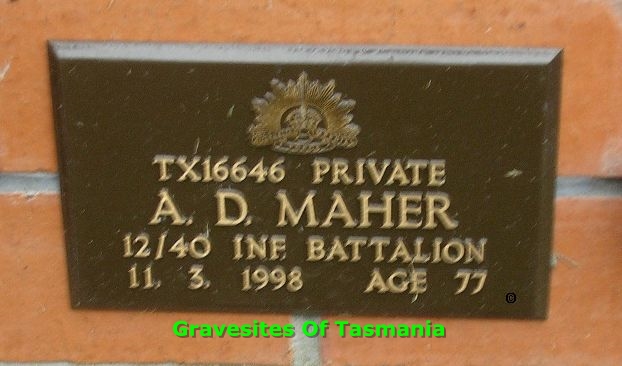 TX16646 PRIVATE
A. D. MAHER
12/40 INF. BATTALION
11. 3. 1998 AGE 77
©
Gravesites Of Tasmania